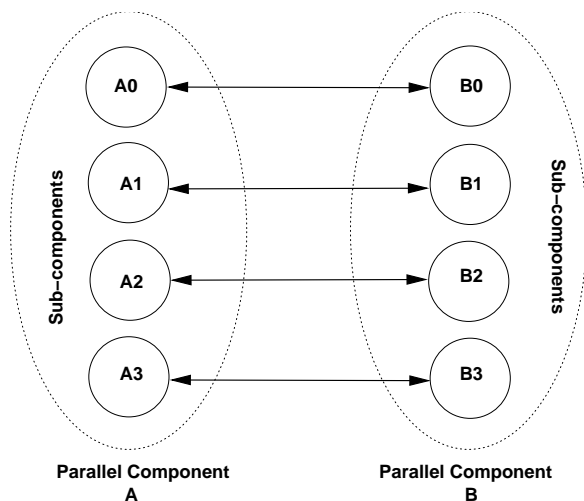 A0
B0
A1
B1
A2
B2
A3
B3
Sub-components
Sub-components
Parallel Component
A
Parallel Component
B